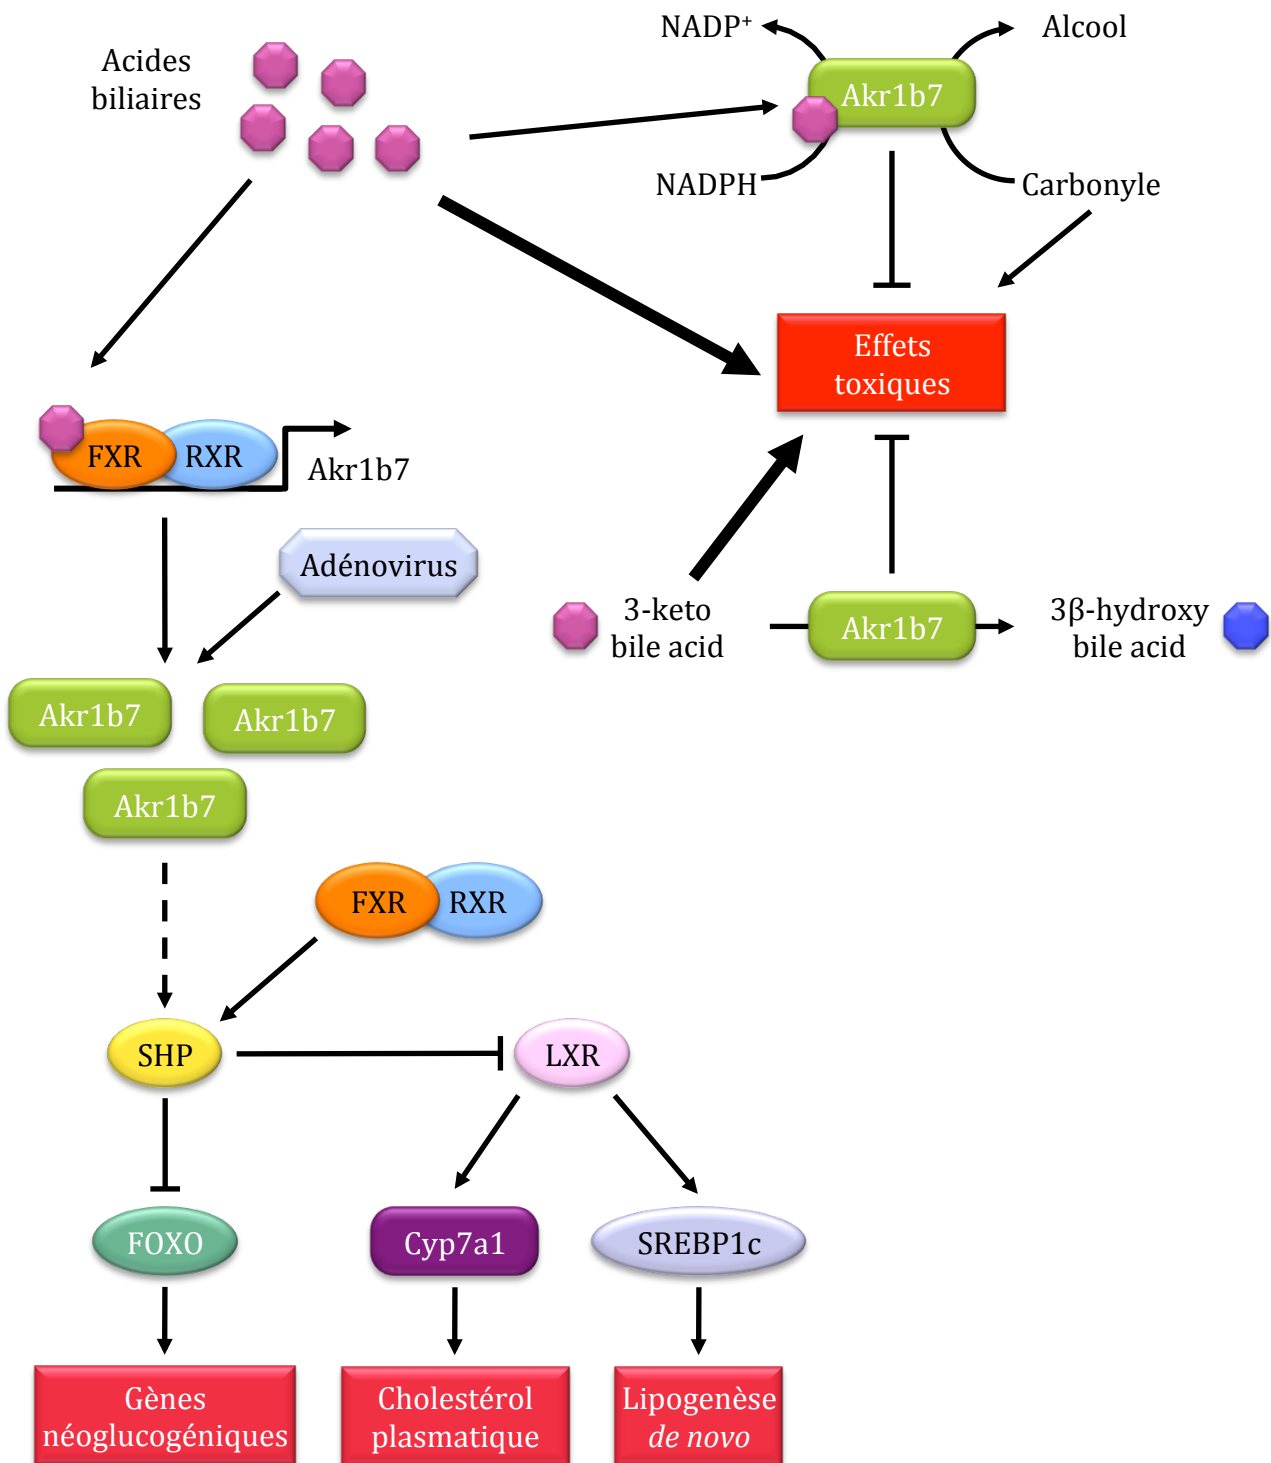 NADP⁺
Alcool
Acides
biliaires
Akr1b7
NADPH
Carbonyle
Effets
toxiques
FXR
RXR
Akr1b7
Adénovirus
3-keto
bile acid
Akr1b7
3β-hydroxy
bile acid
Akr1b7
Akr1b7
Akr1b7
FXR
RXR
SHP
LXR
FOXO
Cyp7a1
SREBP1c
Gènes
néoglucogéniques
Cholestérol
plasmatique
Lipogenèse
de novo